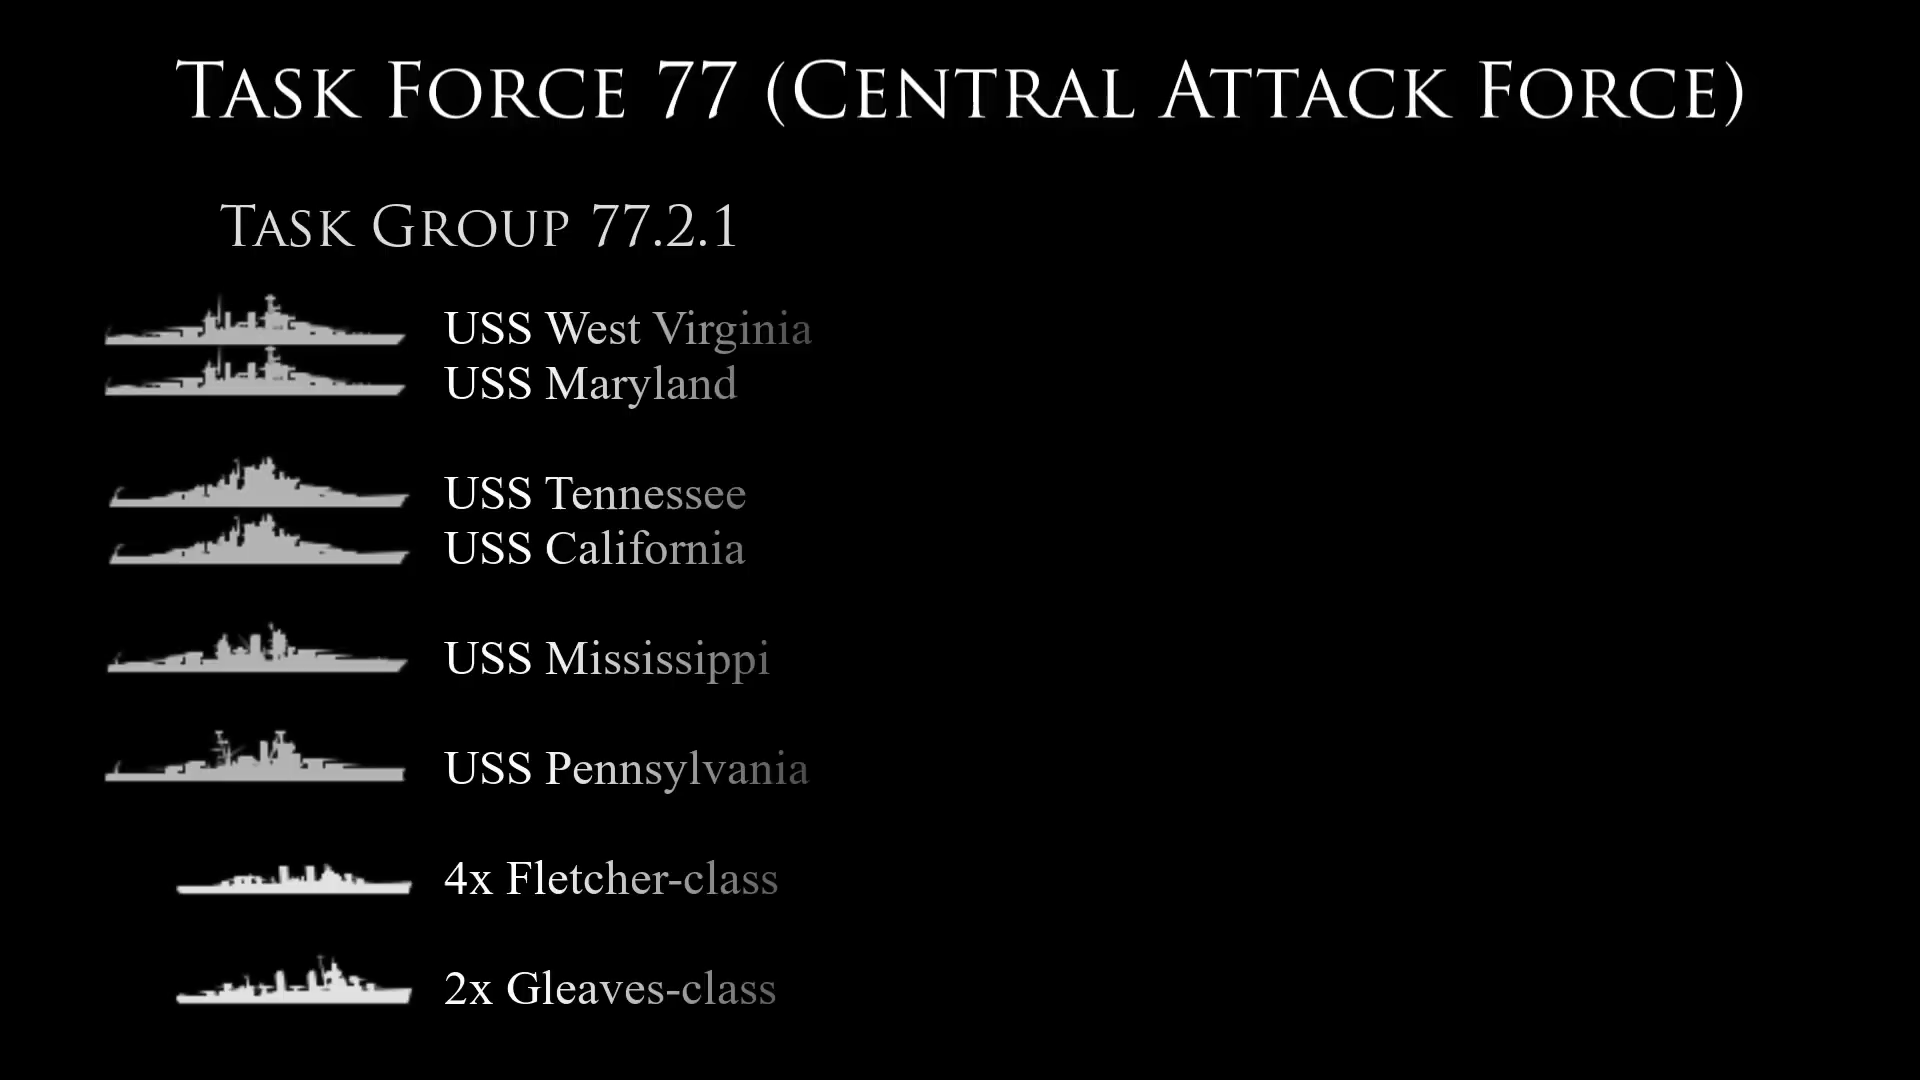 Task Force 77 (Central Attack Force)
Task Group 77.2.1
USS West Virginia
USS Maryland
USS Tennessee
USS California
USS Mississippi
USS Pennsylvania
4x Fletcher-class
2x Gleaves-class